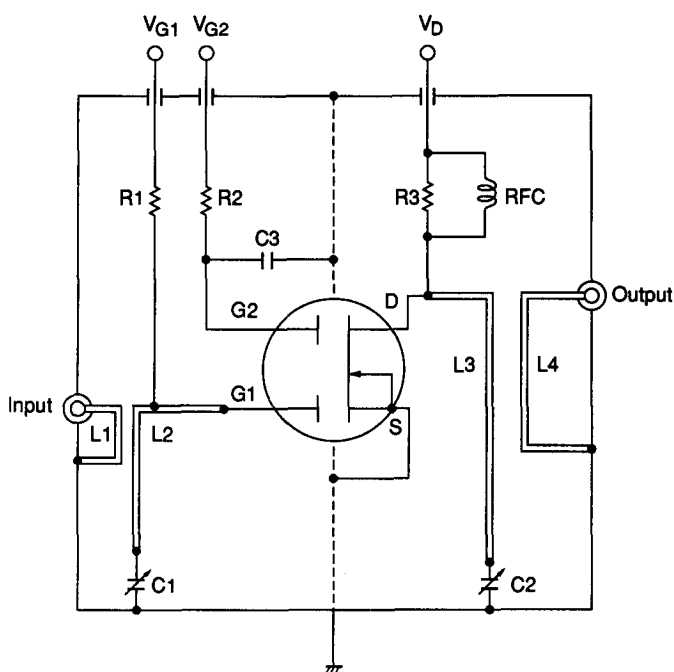 VG1 VG2 VD
R1 R2 R3 RFC
C3
G2 D Output
L3 L4
Input G1
L1 L2 S
C1 C2